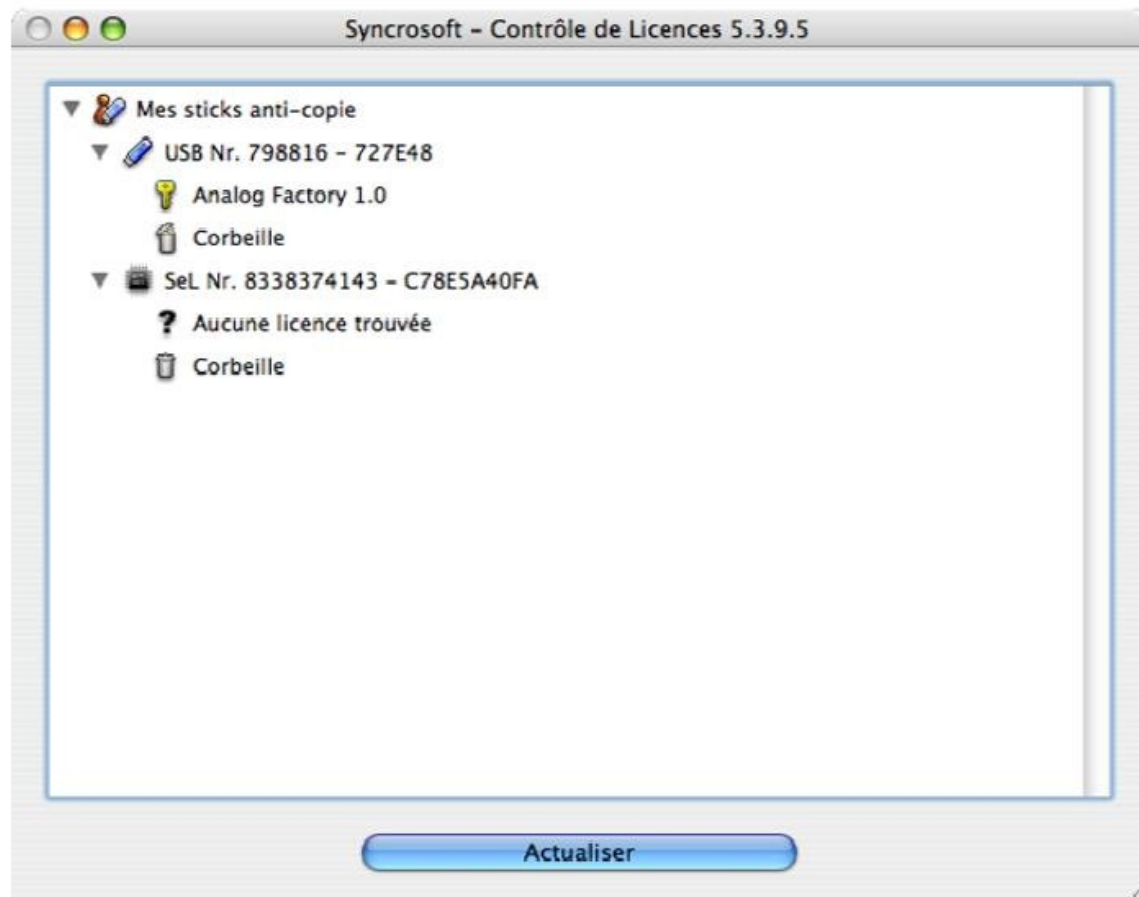 Syncrosoft – Contrôle de Licences 5.3.9.5
Mes sticks anti-copie
USB Nr. 798816 – 727E48
Analog Factory 1.0
Corbeille
SeL Nr. 8338374143 – C78E5A40FA
Aucune licence trouvée
Corbeille
Actualiser